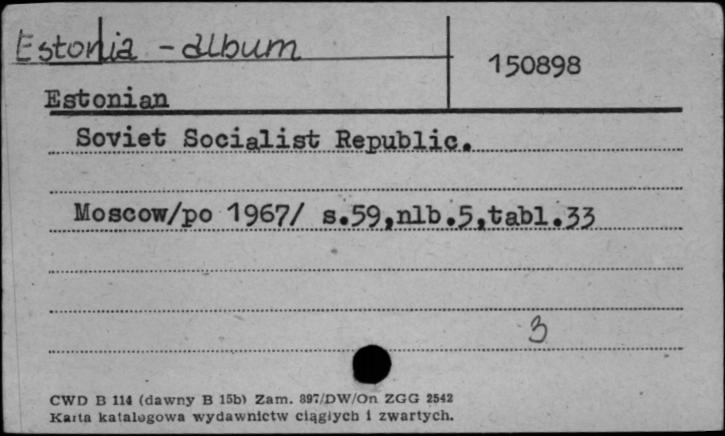 Estonia - album
150898
Estonian
Soviet Socialist Republic.
Moscow/po 1967/ s.59,nlb.5,tabl.33
3
CWD B 114 (dawny B 15b) Zam. 897/DW/On ZGG 2542
Karta katalogowa wydawnictw ciągłych i zwartych.